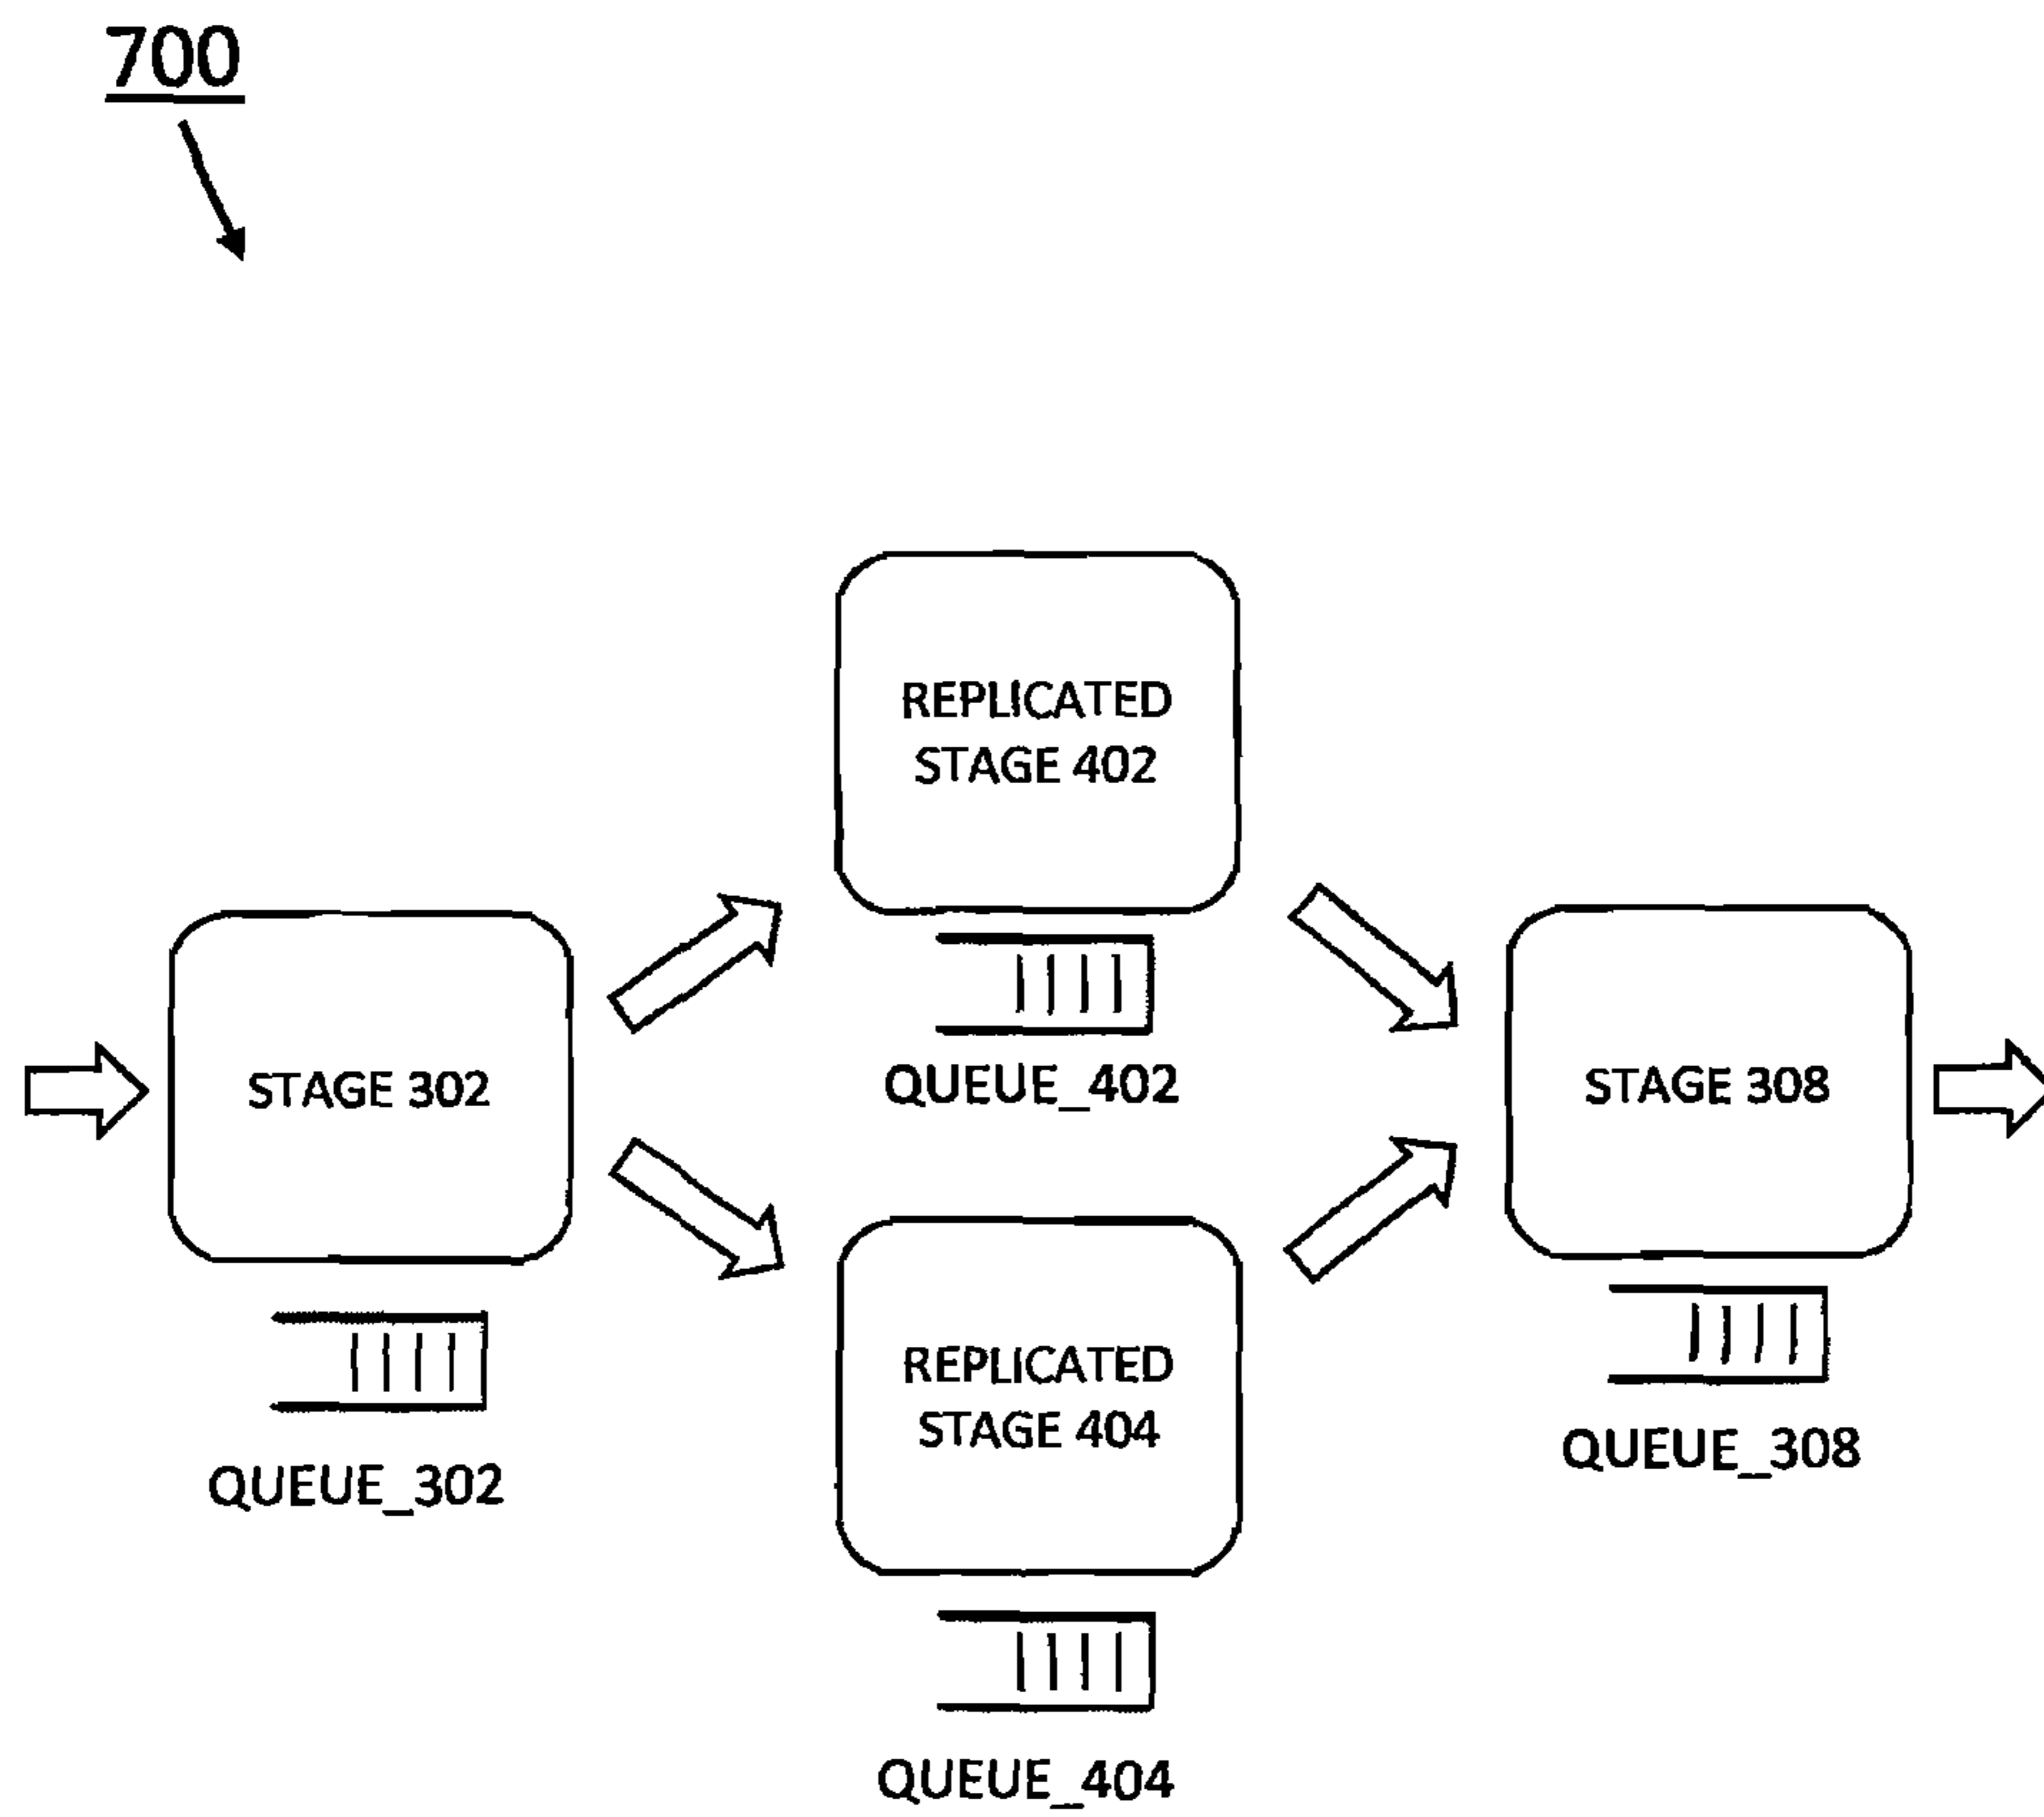 700
REPLICATED
STAGE 402
QUEUE_402
STAGE 302
QUEUE_302
REPLICATED
STAGE 404
QUEUE_404
STAGE 308
QUEUE_308